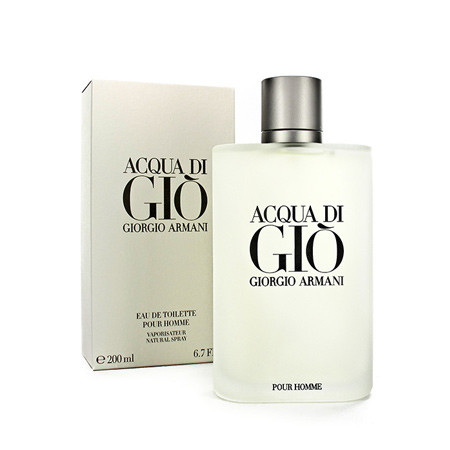 ACQUA DI
GIÒ
GIORGIO ARMANI
EAU DE TOILETTE
POUR HOMME
VAPORISATEUR
NATURAL SPRAY
℮ 200 ml 6.7 F
ACQUA DI
GIÒ
GIORGIO ARMANI
POUR HOMME